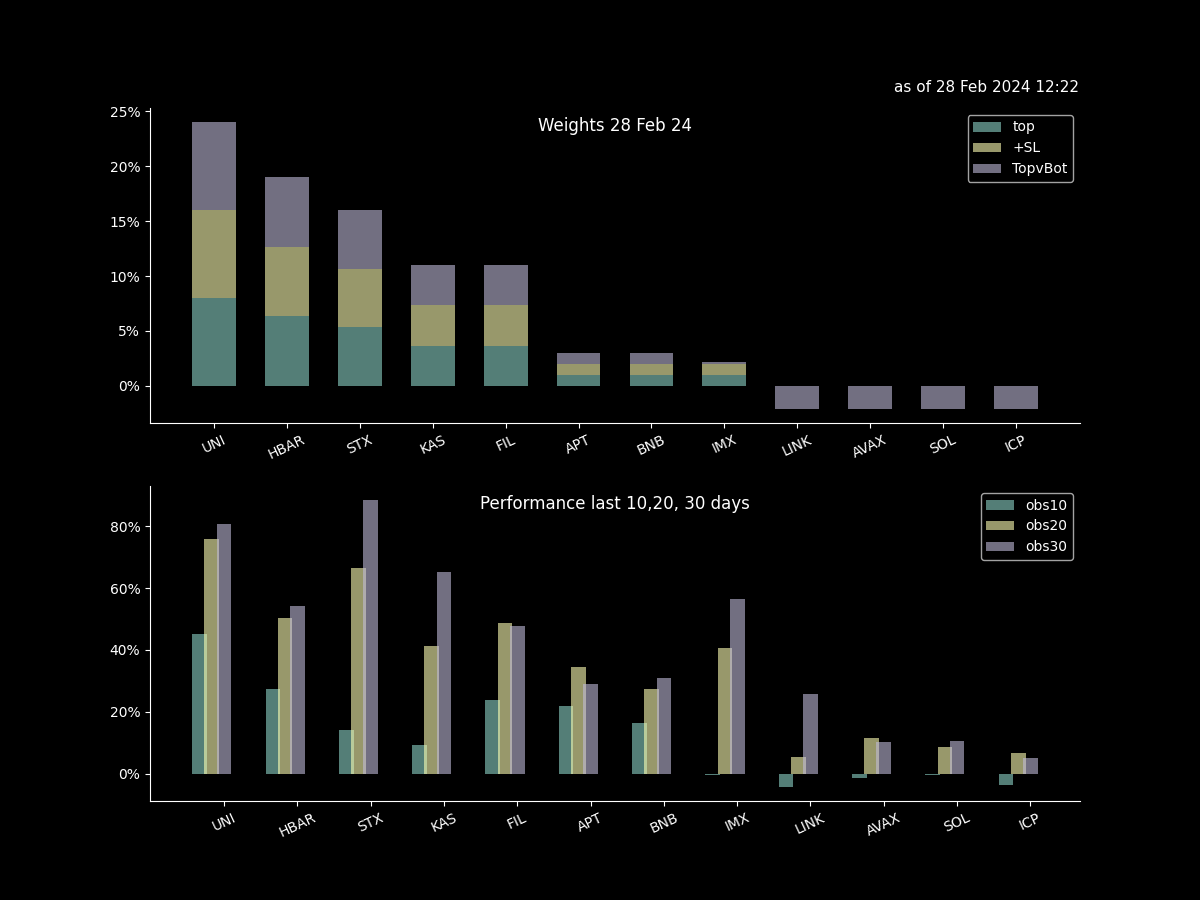 as of 28 Feb 2024 12:22
Weights 28 Feb 24
top
+SL
TopvBot
25%
20%
15%
10%
5%
0%
UNI HBAR STX KAS FIL APT BNB IMX LINK AVAX SOL ICP
Performance last 10,20, 30 days
obs10
obs20
obs30
80%
60%
40%
20%
0%
UNI HBAR STX KAS FIL APT BNB IMX LINK AVAX SOL ICP